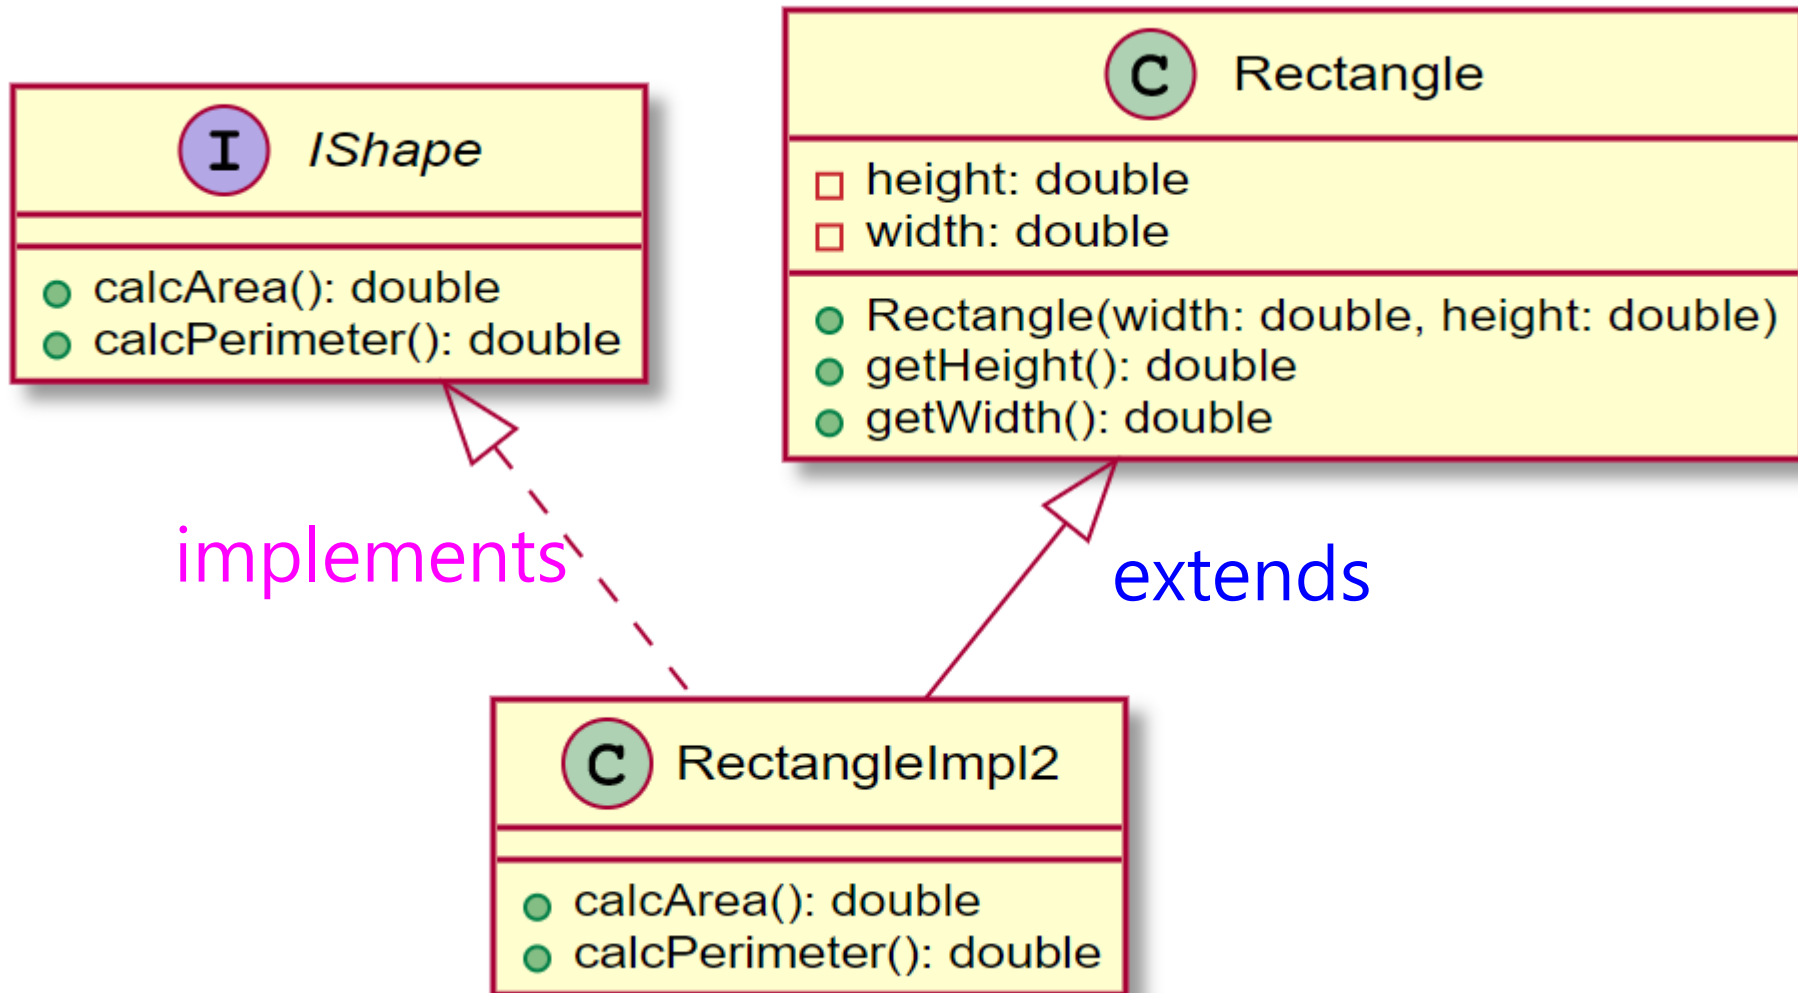 I IShape
calcArea(): double
calcPerimeter(): double
C Rectangle
height: double
width: double
Rectangle(width: double, height: double)
getHeight(): double
getWidth(): double
implements
extends
C RectangleImpl2
calcArea(): double
calcPerimeter(): double